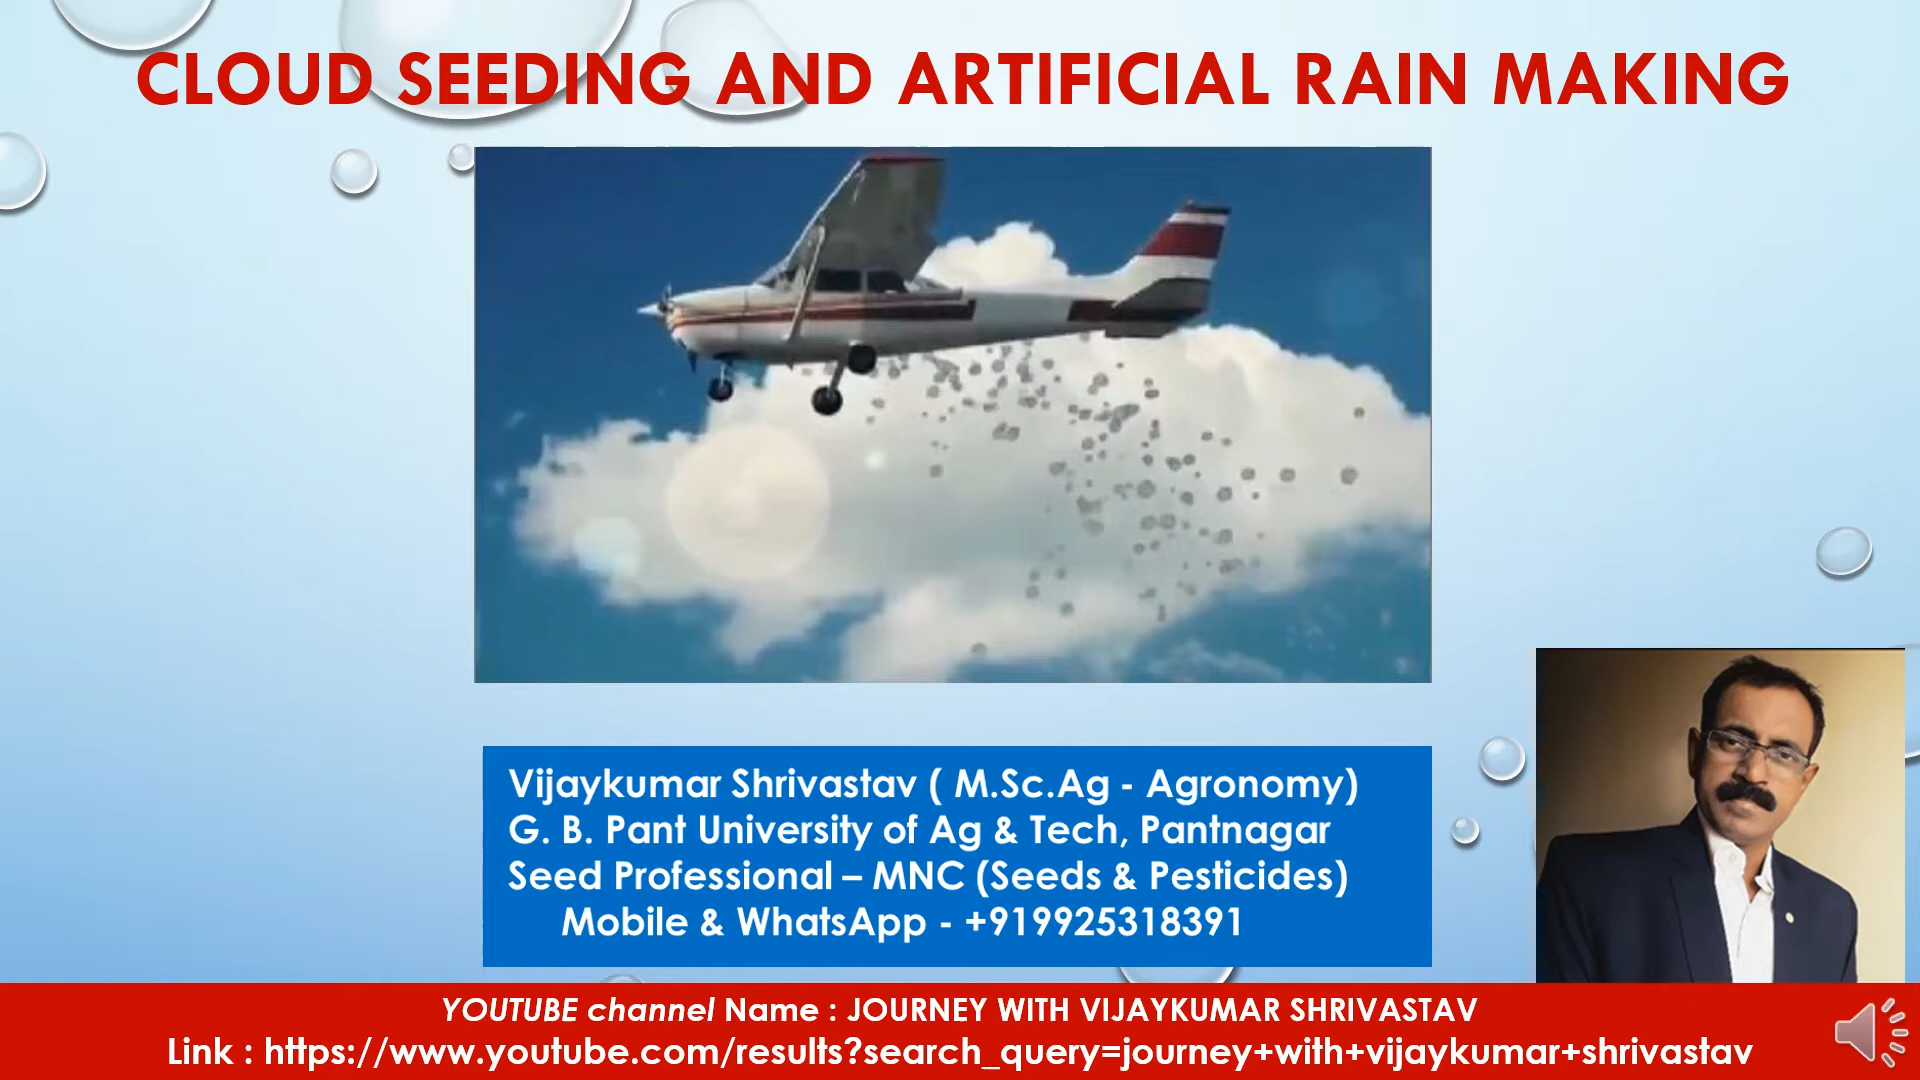 CLOUD SEEDING AND ARTIFICIAL RAIN MAKING
Vijaykumar Shrivastav ( M.Sc.Ag - Agronomy)
G. B. Pant University of Ag & Tech, Pantnagar
Seed Professional – MNC (Seeds & Pesticides)
Mobile & WhatsApp - +919925318391
YOUTUBE channel Name : JOURNEY WITH VIJAYKUMAR SHRIVASTAV
Link : https://www.youtube.com/results?search_query=journey+with+vijaykumar+shrivastav